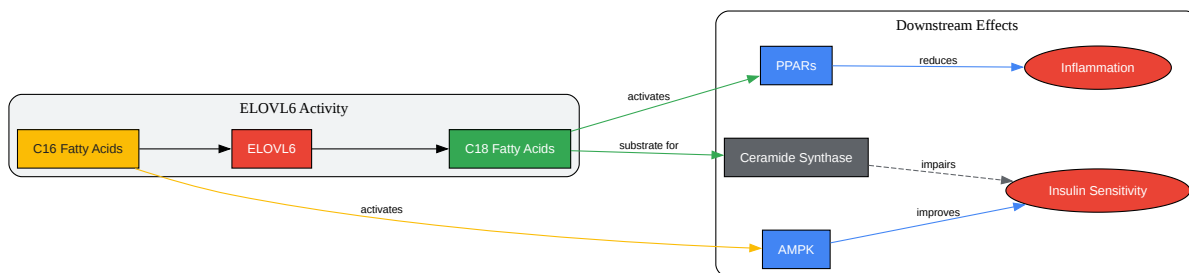 Downstream Effects
PPARs
reduces
Inflammation
activates
ELOVL6 Activity
C16 Fatty Acids
ELOVL6
C18 Fatty Acids
substrate for
Ceramide Synthase
impairs
Insulin Sensitivity
activates
improves
AMPK